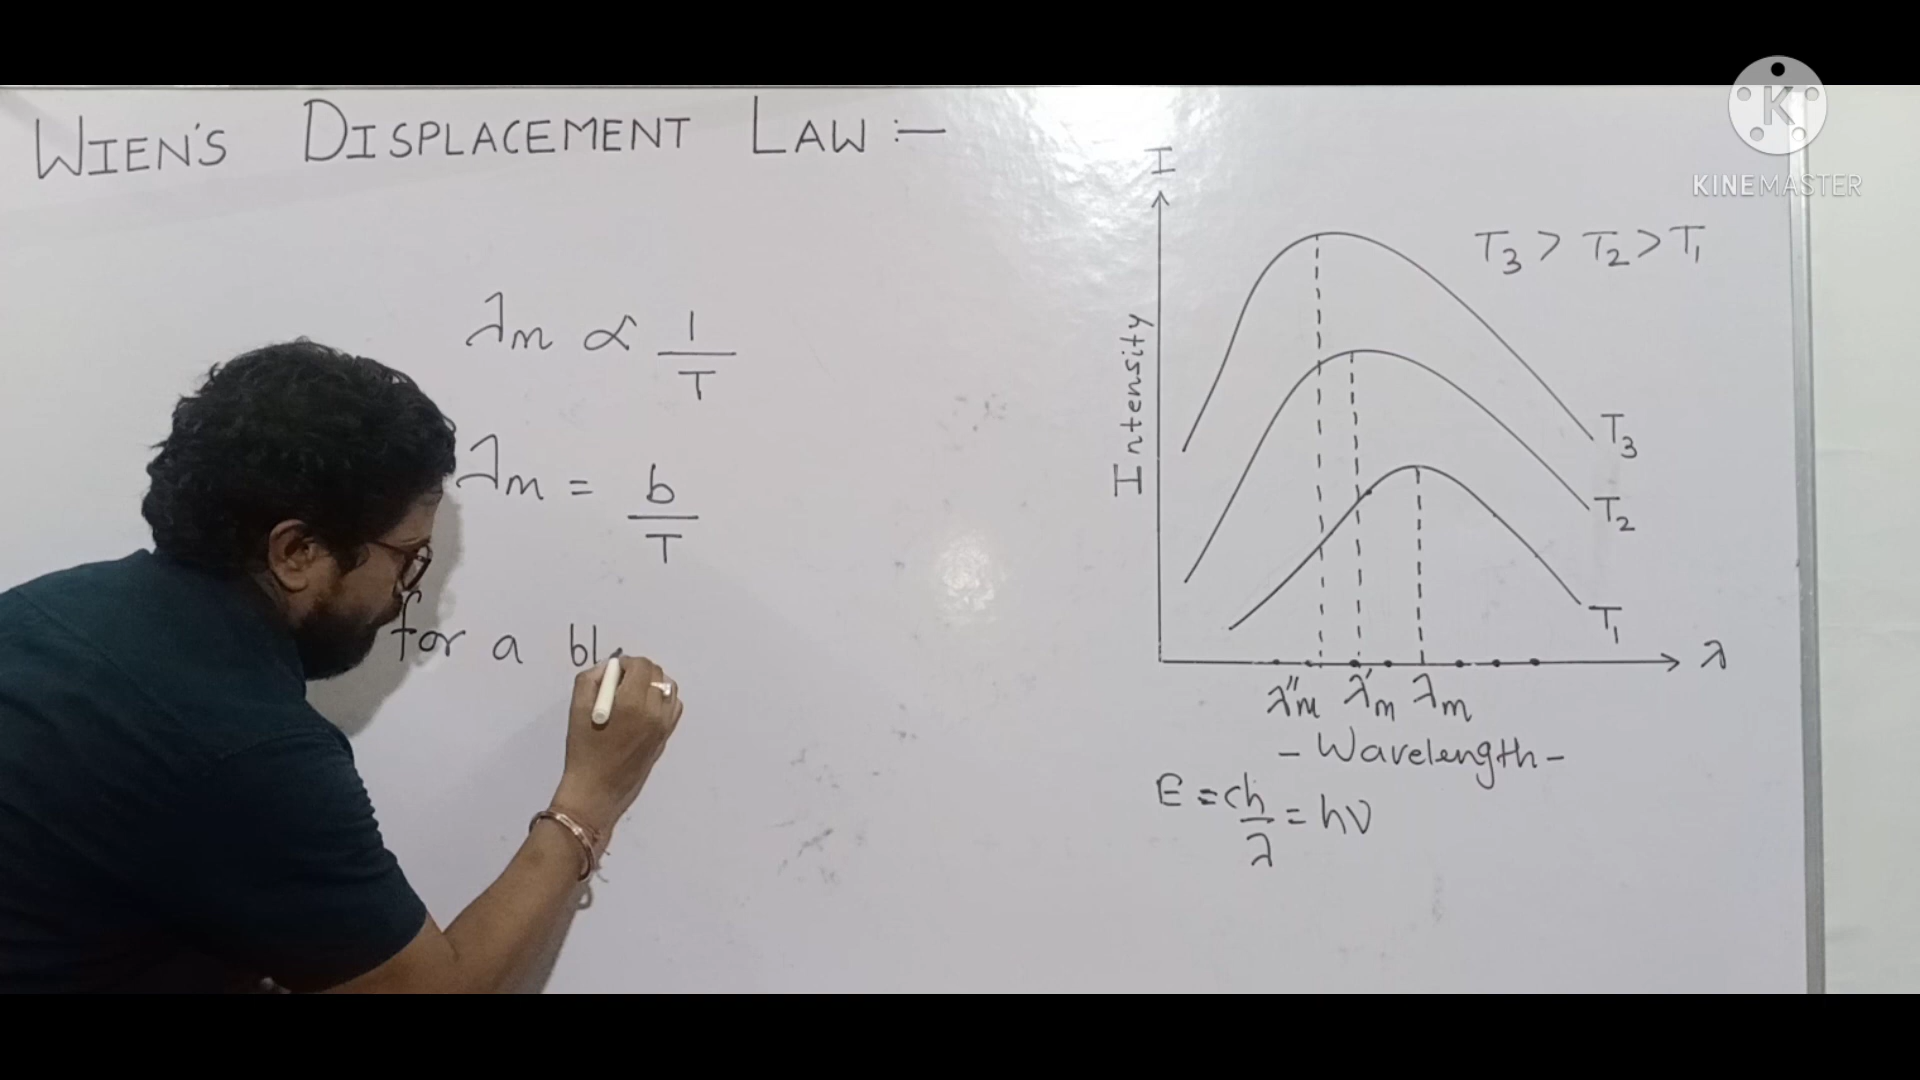 WIEN'S DISPLACEMENT LAW :-
λm ∝ 1/T
λm = b/T
for a bl
I
Intensity
T₃ > T₂ > T₁
T₃
T₂
T₁
λ
λ″m λ′m λm
- Wavelength -
E = ch/λ = hν
K
KINEMASTER